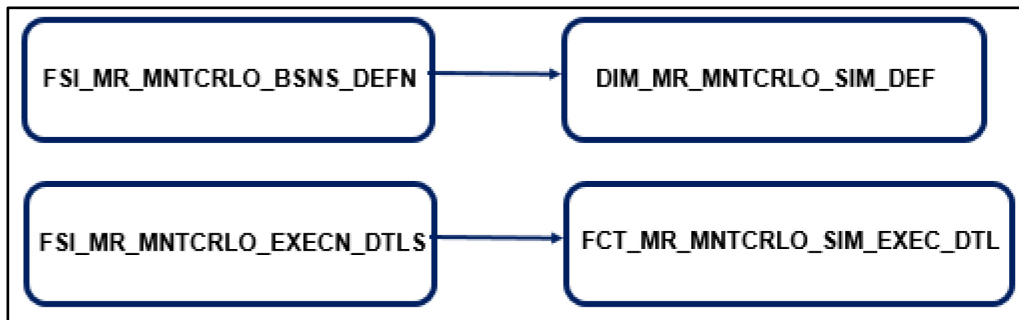 FSI_MR_MNTCRLO_BSNS_DEFN
DIM_MR_MNTCRLO_SIM_DEF
FSI_MR_MNTCRLO_EXECN_DTLS
FCT_MR_MNTCRLO_SIM_EXEC_DTL